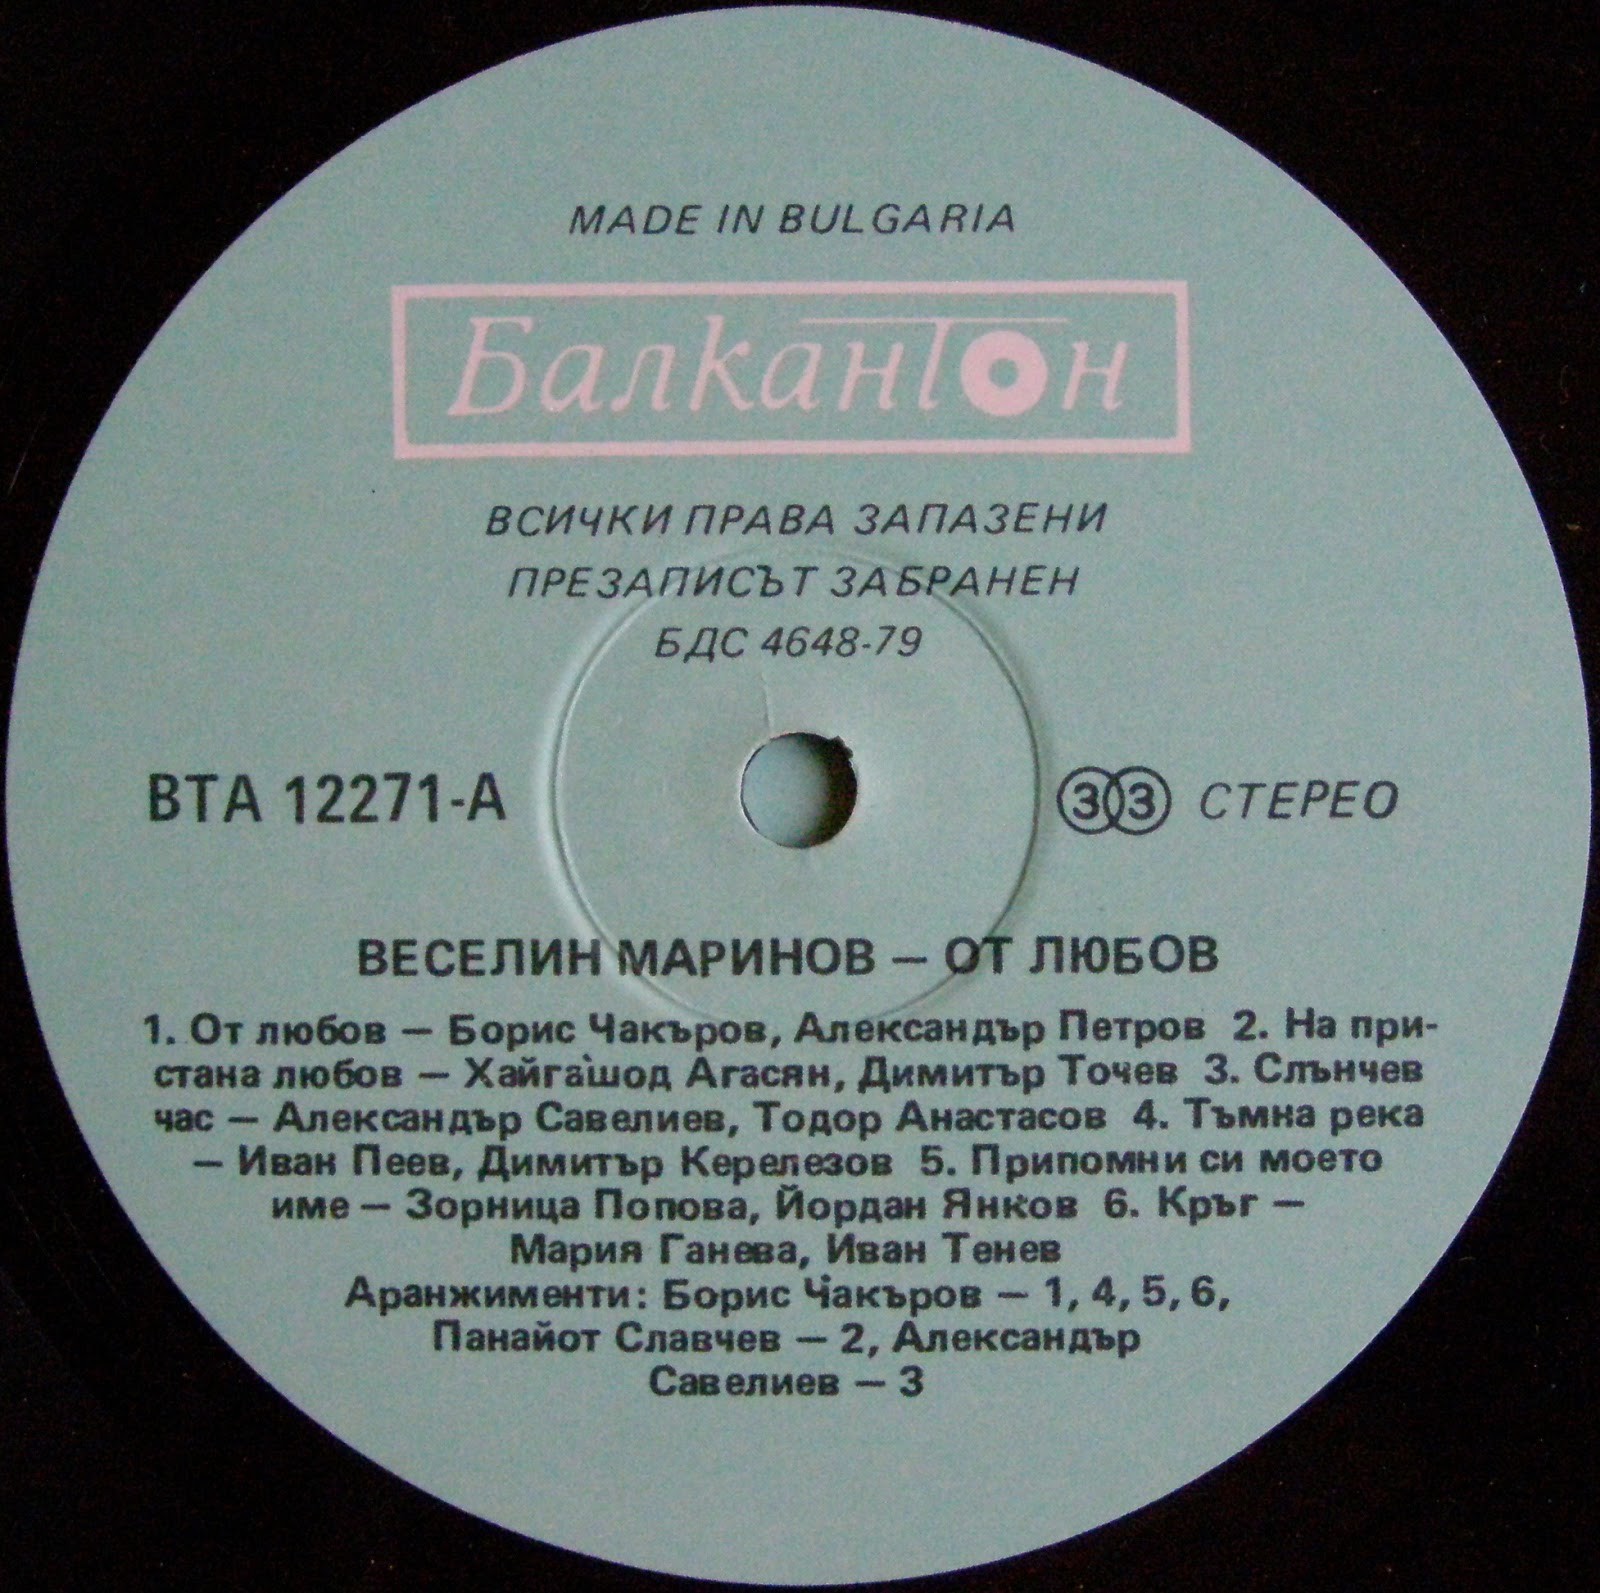 MADE IN BULGARIA
Балкантон
ВСИЧКИ ПРАВА ЗАПАЗЕНИ
ПРЕЗАПИСЪТ ЗАБРАНЕН
БДС 4648-79
ВТА 12271-А
33 СТЕРЕО
ВЕСЕЛИН МАРИНОВ – ОТ ЛЮБОВ
1. От любов – Борис Чакъров, Александър Петров 2. На при-
стана любов – Хайгашод Агасян, Димитър Точев 3. Слънчев
час – Александър Савелиев, Тодор Анастасов 4. Тъмна река
– Иван Пеев, Димитър Керелезов 5. Припомни си моето
име – Зорница Попова, Йордан Янков 6. Кръг –
Мария Ганева, Иван Тенев
Аранжименти: Борис Чакъров – 1, 4, 5, 6,
Панайот Славчев – 2, Александър
Савелиев – 3